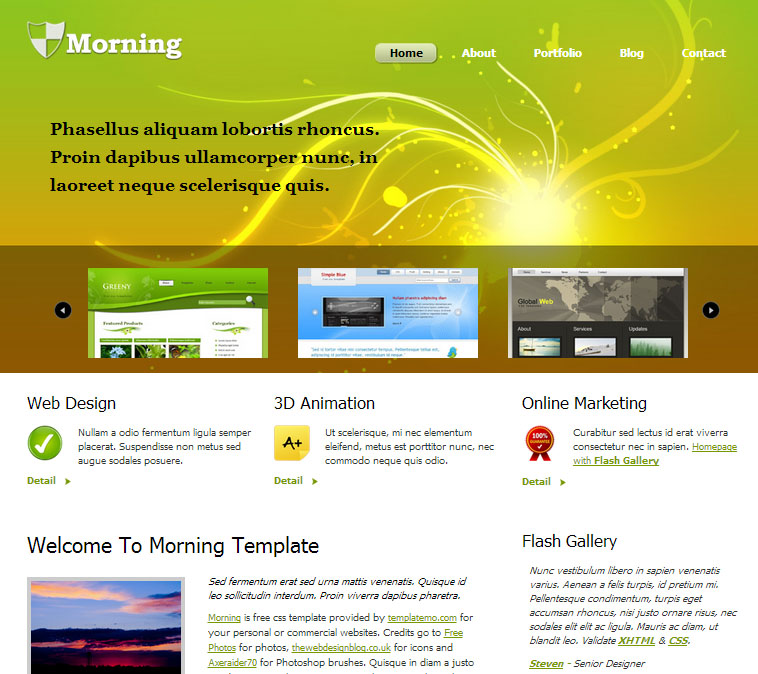 Morning
Home About Portfolio Blog Contact
Phasellus aliquam lobortis rhoncus.
Proin dapibus ullamcorper nunc, in
laoreet neque scelerisque quis.
GREENY
Featured Products
Categories
Simple Blue
Global Web
About Services Updates
Web Design
Nullam a odio fermentum ligula semper
placerat. Suspendisse non metus sed
augue sodales posuere.
Detail
3D Animation
A+
Ut scelerisque, mi nec elementum
eleifend, metus est porttitor nunc, nec
commodo neque quis odio.
Detail
Online Marketing
100%
GUARANTEE
Curabitur sed lectus id erat viverra
consectetur nec in sapien. Homepage
with Flash Gallery
Detail
Welcome To Morning Template
Sed fermentum erat sed urna mattis venenatis. Quisque id
leo sollicitudin interdum. Proin viverra dapibus pharetra.
Morning is free css template provided by templatemo.com for
your personal or commercial websites. Credits go to Free
Photos for photos, thewebdesignblog.co.uk for icons and
Axeraider70 for Photoshop brushes. Quisque in diam a justo
Flash Gallery
Nunc vestibulum libero in sapien venenatis
varius. Aenean a felis turpis, id pretium mi.
Pellentesque condimentum, turpis eget
accumsan rhoncus, nisi justo ornare risus, nec
sodales elit elit ac ligula. Mauris ac diam, ut
blandit leo. Validate XHTML & CSS.
Steven - Senior Designer